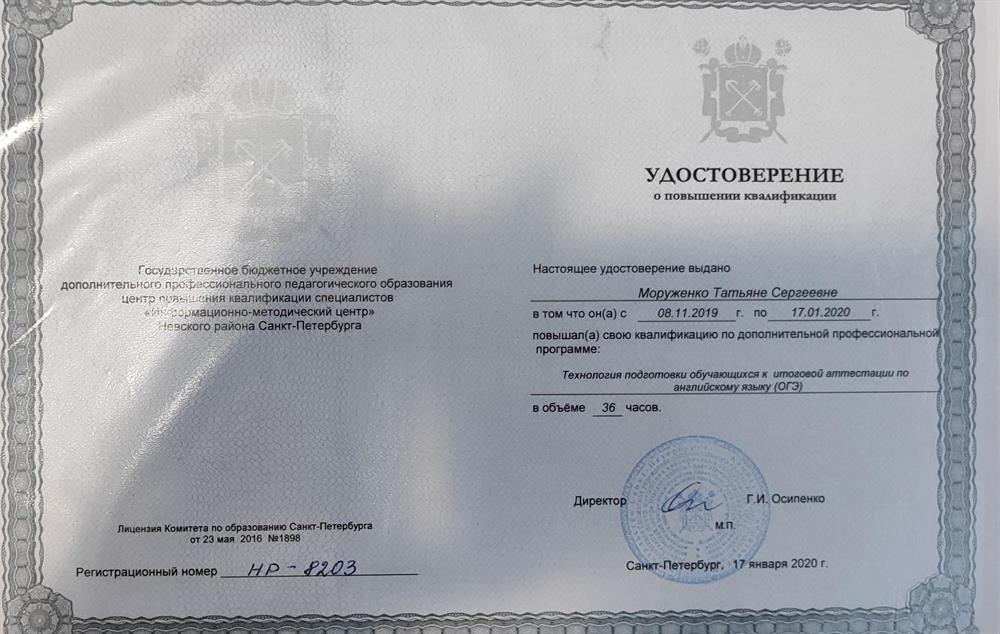 Государственное бюджетное учреждение
дополнительного профессионального педагогического образования
центр повышения квалификации специалистов
«Информационно-методический центр»
Невского района Санкт-Петербурга
Лицензия Комитета по образованию Санкт-Петербурга
от 23 мая 2016 №1898
Регистрационный номер НР-8203
УДОСТОВЕРЕНИЕ
о повышении квалификации
Настоящее удостоверение выдано
Моруженко Татьяне Сергеевне
в том что он(а) с 08.11.2019 г. по 17.01.2020 г.
повышал(а) свою квалификацию по дополнительной профессиональной
программе:
Технология подготовки обучающихся к итоговой аттестации по
английскому языку (ОГЭ)
в объёме 36 часов.
Директор Г.И. Осипенко
М.П.
Санкт-Петербург, 17 января 2020 г.